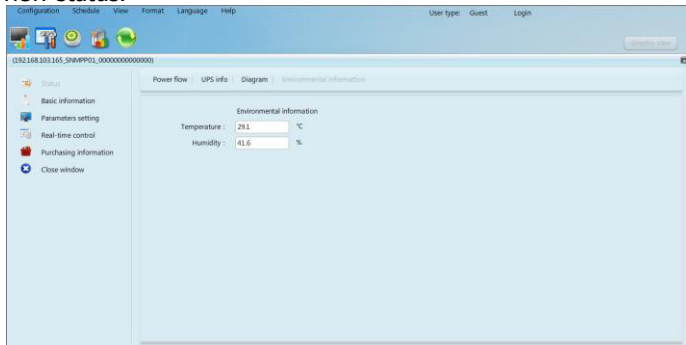 Configuration Schedule View Format Language Help User type: Guest Login
Graphic view
(192.168.103.165_SNMPP01_00000000000000)
Status
Power flow UPS info Diagram Environmental information
Basic information
Environmental information
Parameters setting
Temperature : 29.1 ℃
Real-time control
Humidity : 41.6 %
Purchasing information
Close window